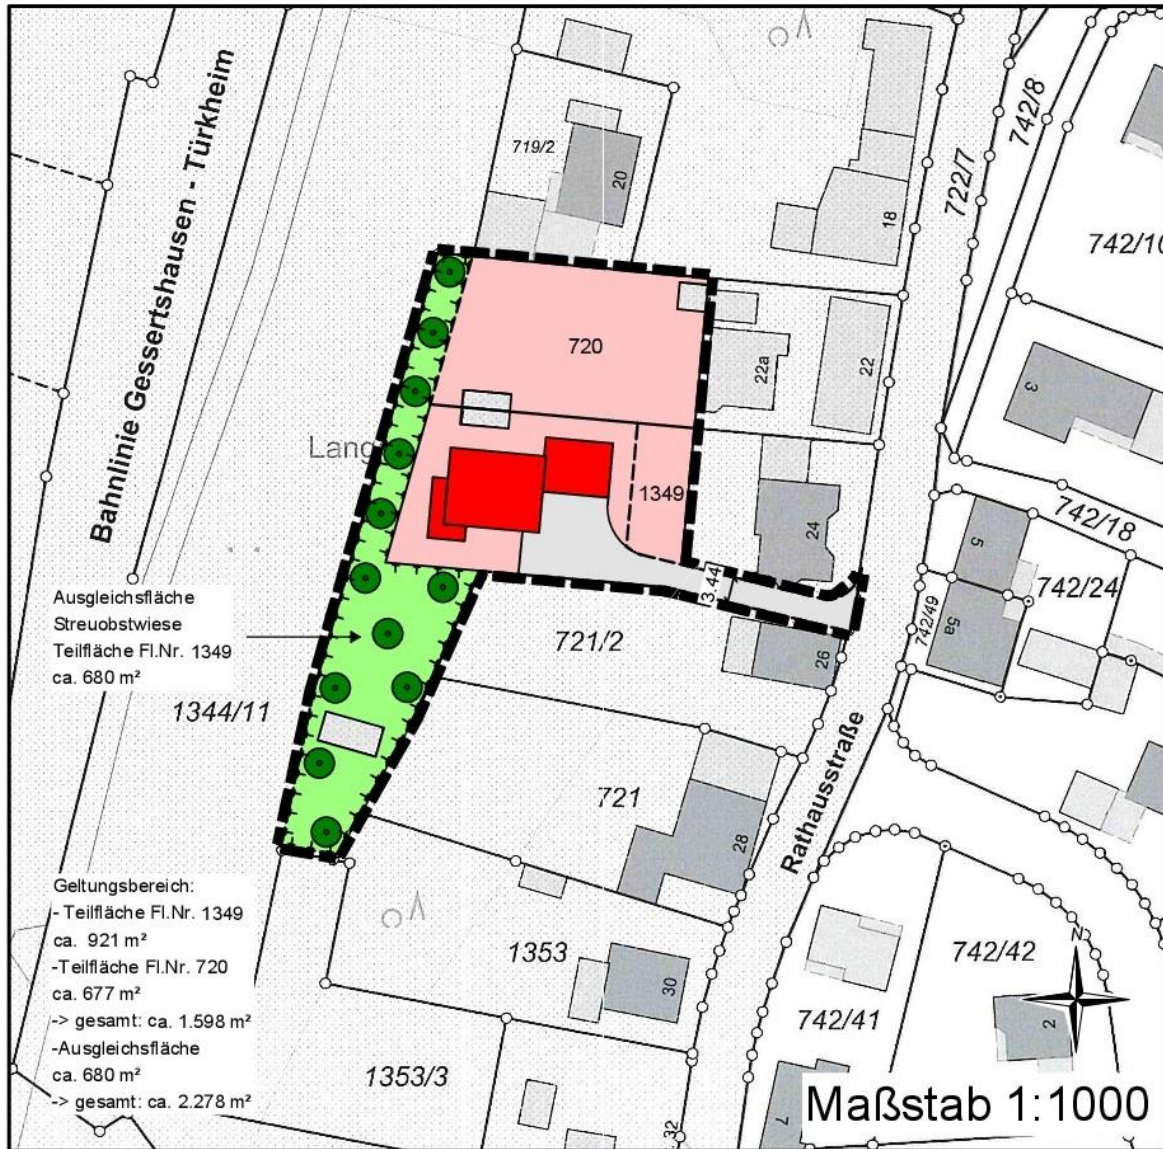 Bahnlinie Gessertshausen - Türkheim
719/2
20
18
722/7
742/8
742/10
720
22a
22
3
Lang
1349
24
742/18
5
742/24
742/49
5a
3.44
Ausgleichsfläche
Streuobstwiese
Teilfläche Fl.Nr. 1349
ca. 680 m²
721/2
26
1344/11
Rathausstraße
721
28
Geltungsbereich:
- Teilfläche Fl.Nr. 1349
ca. 921 m²
-Teilfläche Fl.Nr. 720
ca. 677 m²
-> gesamt: ca. 1.598 m²
-Ausgleichsfläche
ca. 680 m²
-> gesamt: ca. 2.278 m²
1353
30
742/42
N
742/41
2
1353/3
32
7
Maßstab 1:1000